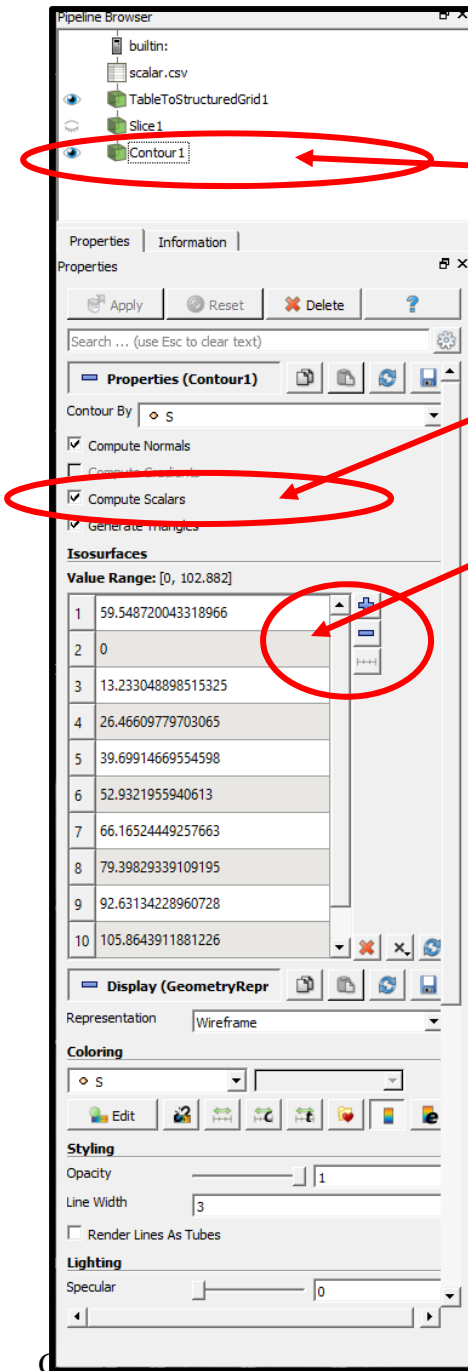 Pipeline Browser
builtin:
scalar.csv
TableToStructuredGrid1
Slice1
Contour1
Properties Information
Properties
Apply Reset Delete ?
Search ... (use Esc to clear text)
Properties (Contour1)
Contour By S
Compute Normals
Compute Gradients
Compute Scalars
Generate Triangles
Isosurfaces
Value Range: [0, 102.882]
1 59.548720043318966
2 0
3 13.233048898515325
4 26.46609779703065
5 39.69914669554598
6 52.9321955940613
7 66.16524449257663
8 79.39829339109195
9 92.63134228960728
10 105.8643911881226
Display (GeometryRepr
Representation Wireframe
Coloring
S
Edit
Styling
Opacity 1
Line Width 3
Render Lines As Tubes
Lighting
Specular 0